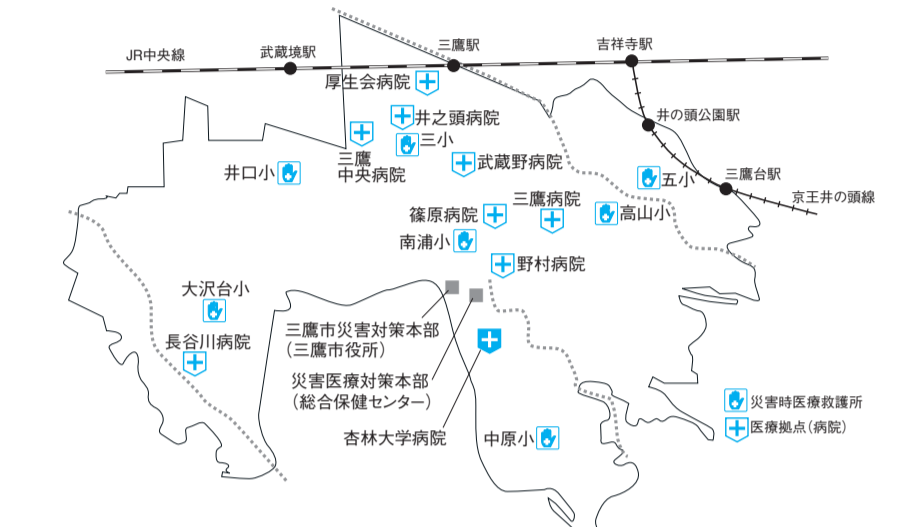 JR中央線
武蔵境駅
三鷹駅
吉祥寺駅
厚生会病院
井之頭病院
井の頭公園駅
三小
三鷹
中央病院
武蔵野病院
井口小
五小
三鷹台駅
京王井の頭線
三鷹病院
篠原病院
高山小
南浦小
野村病院
大沢台小
長谷川病院
三鷹市災害対策本部
(三鷹市役所)
災害医療対策本部
(総合保健センター)
杏林大学病院
中原小
災害時医療救護所
医療拠点(病院)